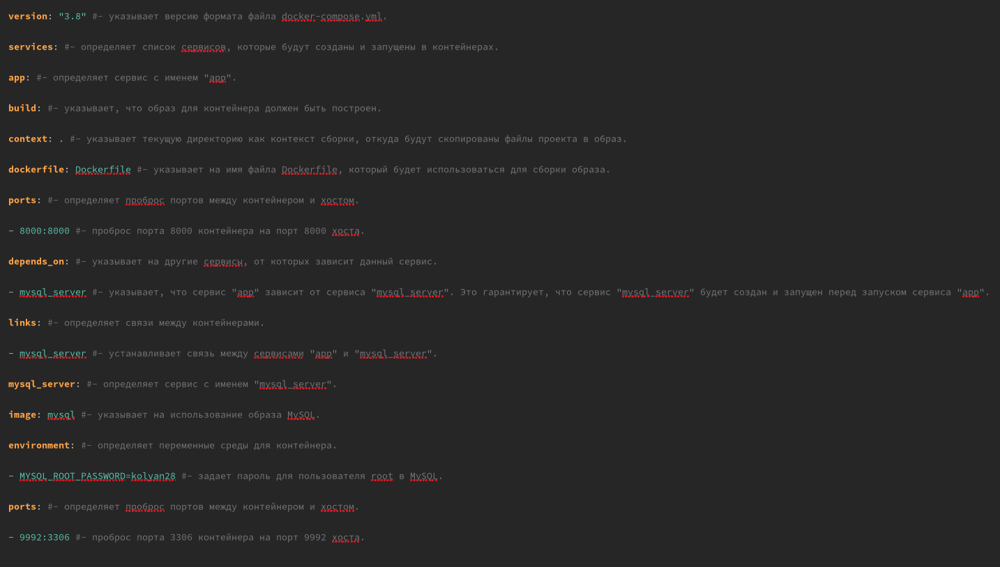 version: "3.8" #- указывает версию формата файла docker-compose.yml.
services: #- определяет список сервисов, которые будут созданы и запущены в контейнерах.
app: #- определяет сервис с именем "app".
build: #- указывает, что образ для контейнера должен быть построен.
context: . #- указывает текущую директорию как контекст сборки, откуда будут скопированы файлы проекта в образ.
dockerfile: Dockerfile #- указывает на имя файла Dockerfile, который будет использоваться для сборки образа.
ports: #- определяет проброс портов между контейнером и хостом.
- 8000:8000 #- проброс порта 8000 контейнера на порт 8000 хоста.
depends_on: #- указывает на другие сервисы, от которых зависит данный сервис.
- mysql_server #- указывает, что сервис "app" зависит от сервиса "mysql_server". Это гарантирует, что сервис "mysql_server" будет создан и запущен перед запуском сервиса "app".
links: #- определяет связи между контейнерами.
- mysql_server #- устанавливает связь между сервисами "app" и "mysql_server".
mysql_server: #- определяет сервис с именем "mysql_server".
image: mysql #- указывает на использование образа MySQL.
environment: #- определяет переменные среды для контейнера.
- MYSQL_ROOT_PASSWORD=kolyan28 #- задает пароль для пользователя root в MySQL.
ports: #- определяет проброс портов между контейнером и хостом.
- 9992:3306 #- проброс порта 3306 контейнера на порт 9992 хоста.